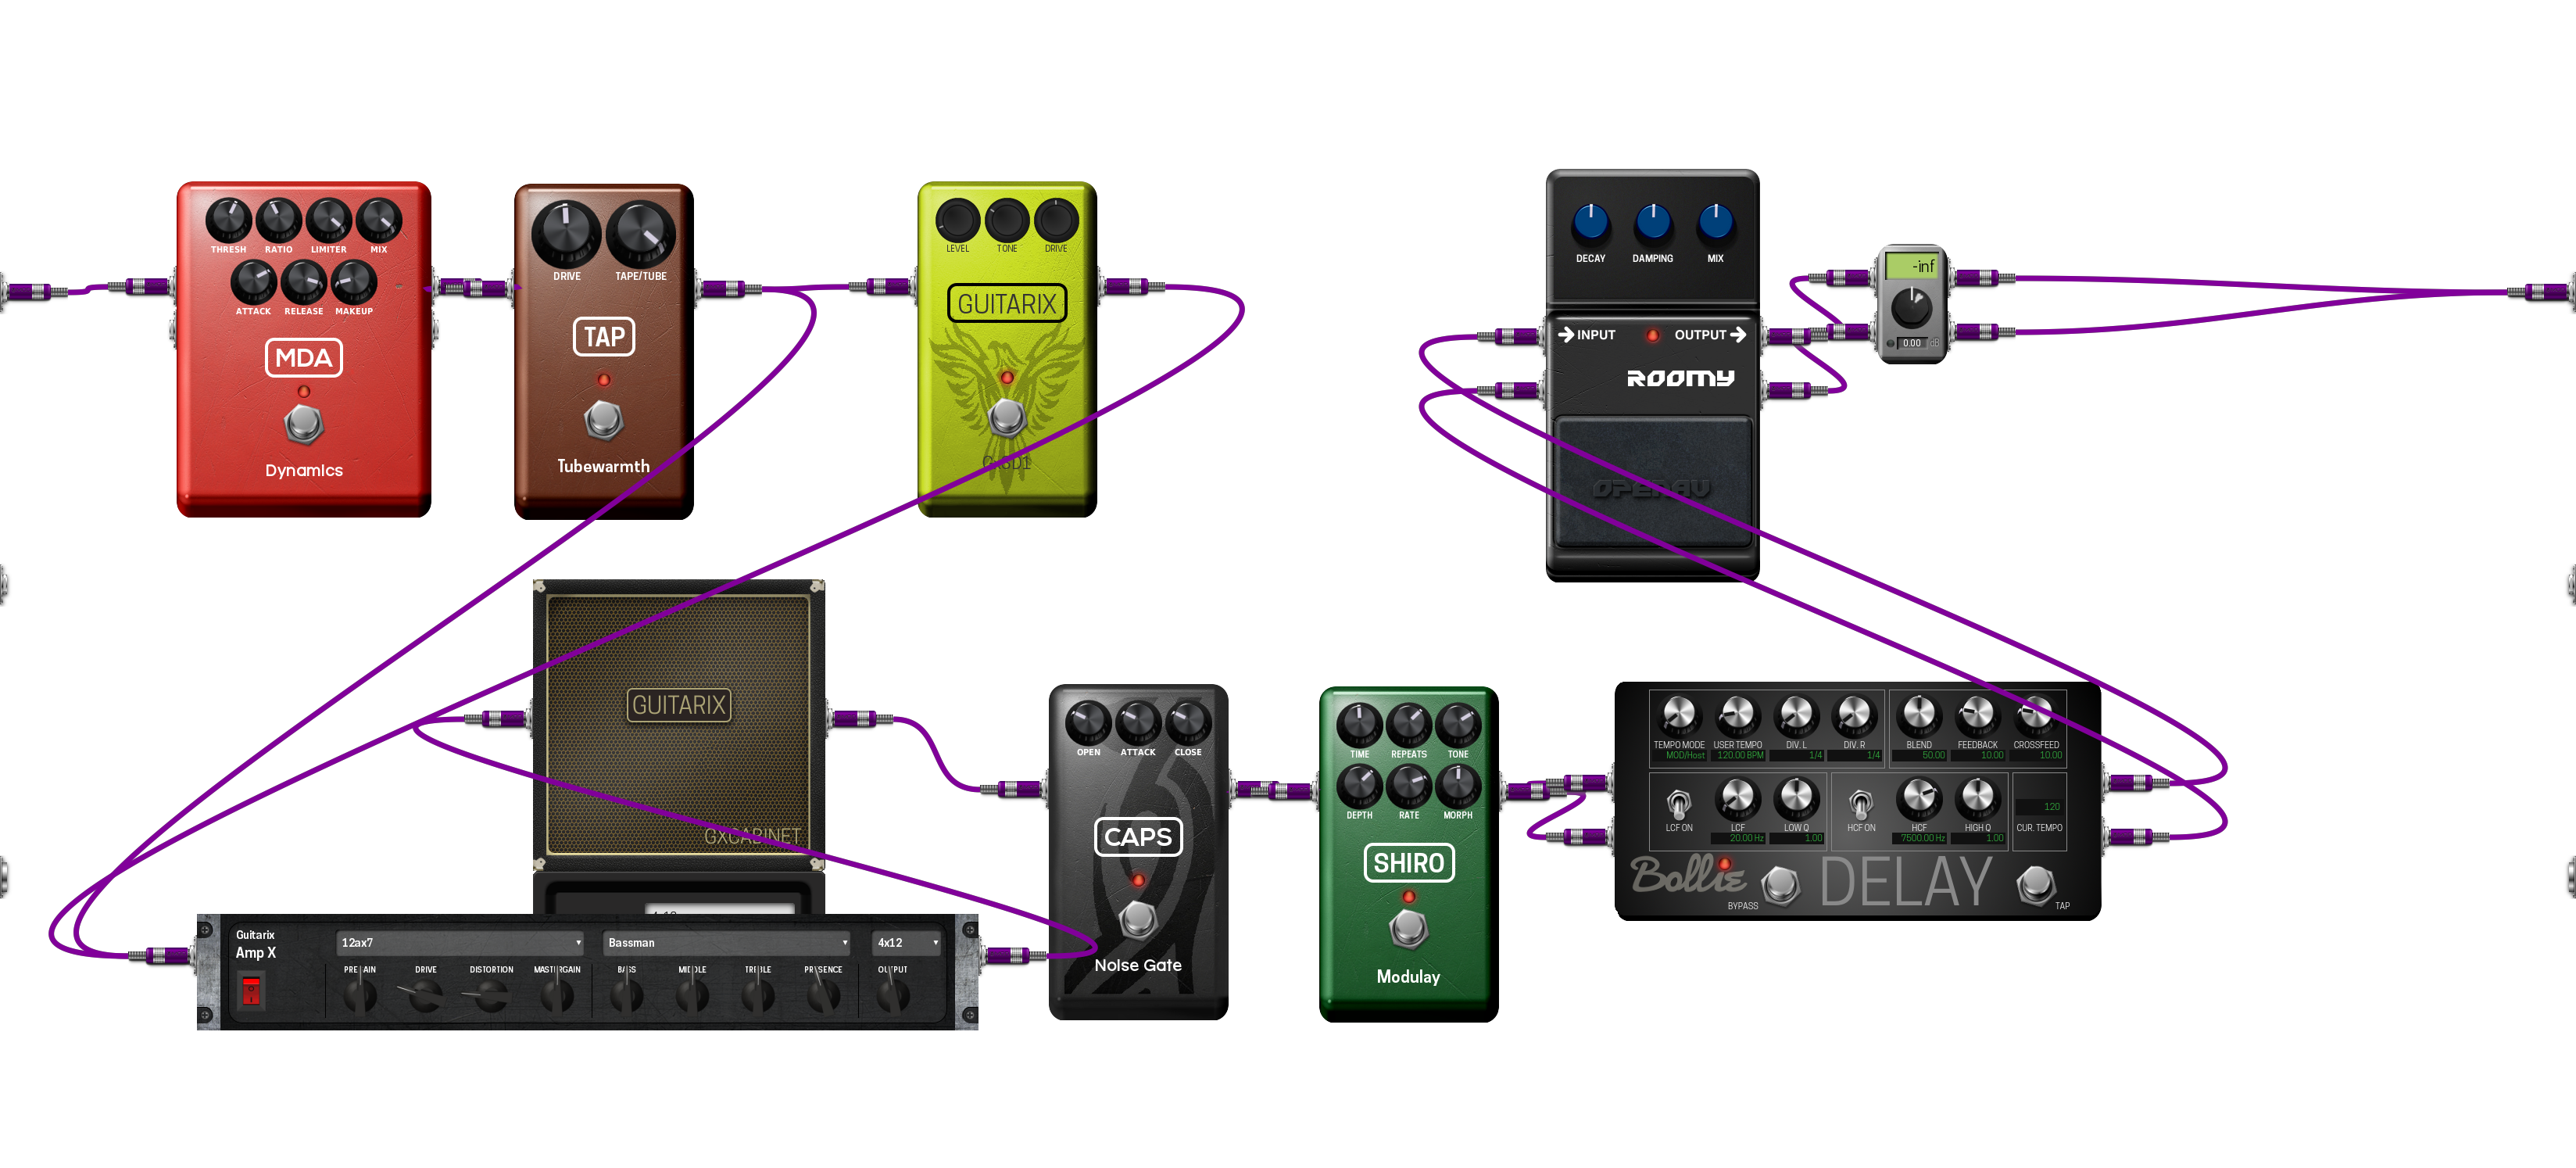 THRESH RATIO LIMITER MIX
ATTACK RELEASE MAKEUP
MDA
Dynamics
DRIVE TAPE/TUBE
TAP
Tubewarmth
LEVEL TONE DRIVE
GUITARIX
DECAY DAMPING MIX
INPUT OUTPUT
ROOMY
OPENAV
-inf
0.00 dB
GUITARIX
GXCABINET
Guitarix
Amp X
12ax7 Bassman 4x12
DRIVE DISTORTION
OPEN ATTACK CLOSE
CAPS
Noise Gate
TIME REPEATS TONE
DEPTH RATE MORPH
SHIRO
Modulay
TEMPO MODE USER TEMPO DIV. L DIV. R BLEND FEEDBACK CROSSFEED
MOD/Host 120.00 BPM 1/4 1/4 50.00 10.00 10.00
120
LCF ON LCF LOW Q HCF ON HCF HIGH Q CUR. TEMPO
20.00 Hz 1.00 7500.00 Hz 1.00
Bollie DELAY
BYPASS TAP